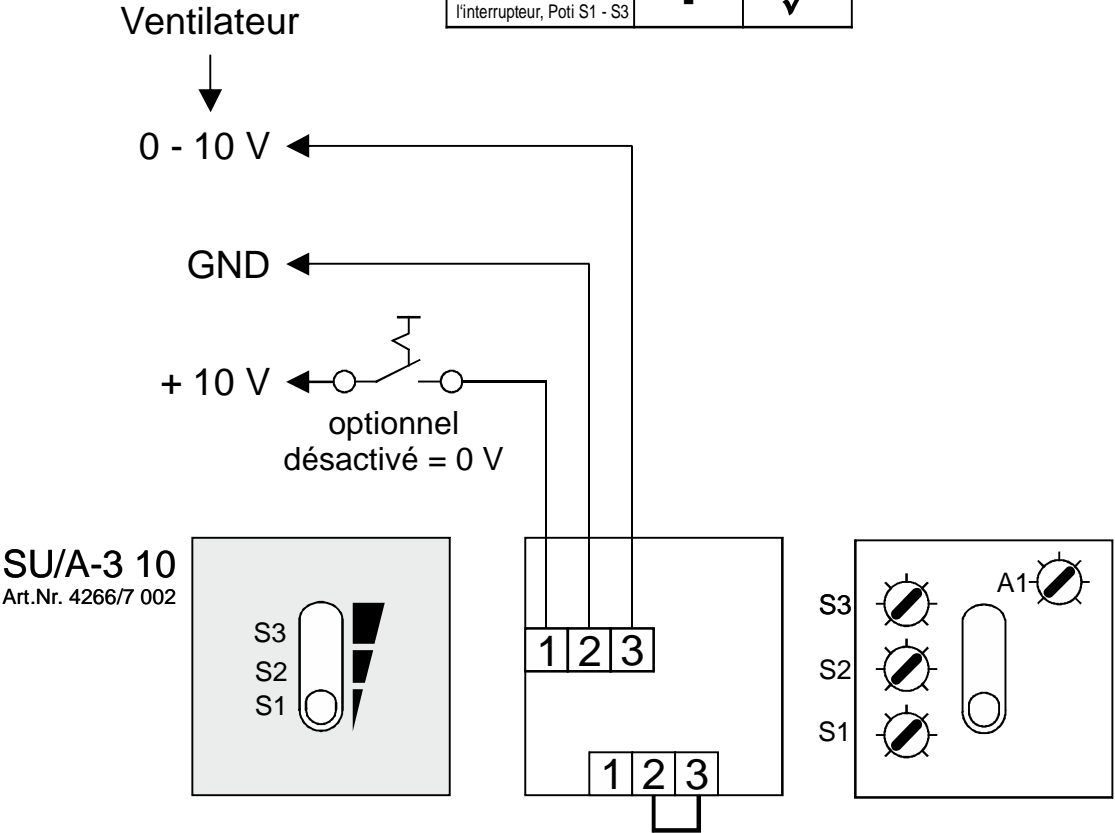 l'interrupteur, Poti S1 - S3 - √
Ventilateur
0 - 10 V
GND
+ 10 V
optionnel
désactivé = 0 V
SU/A-3 10
Art.Nr. 4266/7 002
S3
S2
S1
1 2 3
1 2 3
A1
S3
S2
S1